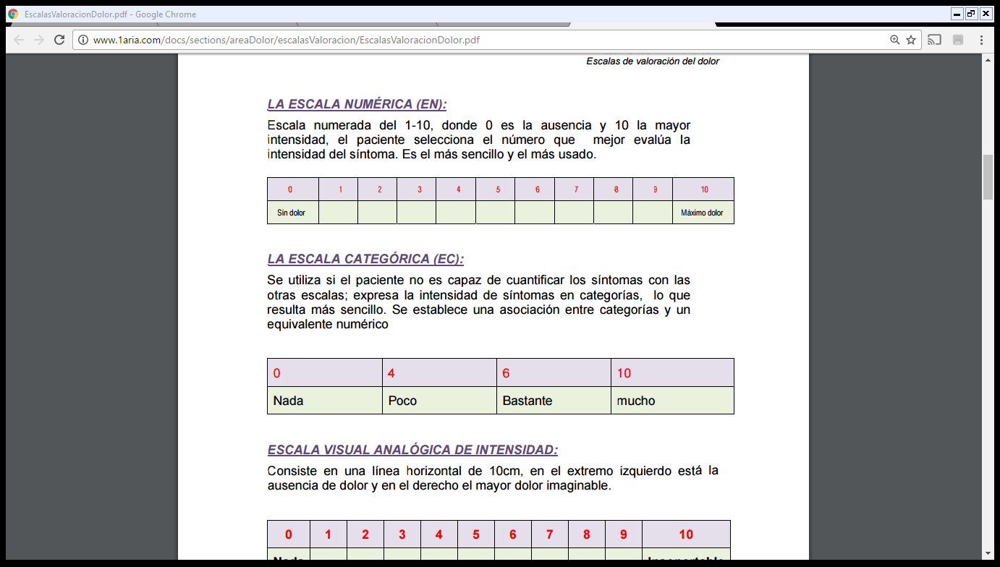 EscalasValoracionDolor.pdf - Google Chrome
www.1aria.com/docs/sections/areaDolor/escalasValoracion/EscalasValoracionDolor.pdf
Escalas de valoración del dolor
LA ESCALA NUMÉRICA (EN):
Escala numerada del 1-10, donde 0 es la ausencia y 10 la mayor
intensidad, el paciente selecciona el número que mejor evalúa la
intensidad del síntoma. Es el más sencillo y el más usado.
0 1 2 3 4 5 6 7 8 9 10
Sin dolor Máximo dolor
LA ESCALA CATEGÓRICA (EC):
Se utiliza si el paciente no es capaz de cuantificar los síntomas con las
otras escalas; expresa la intensidad de síntomas en categorías, lo que
resulta más sencillo. Se establece una asociación entre categorías y un
equivalente numérico
0 4 6 10
Nada Poco Bastante mucho
ESCALA VISUAL ANALÓGICA DE INTENSIDAD:
Consiste en una línea horizontal de 10cm, en el extremo izquierdo está la
ausencia de dolor y en el derecho el mayor dolor imaginable.
0 1 2 3 4 5 6 7 8 9 10
Nada Insoportable